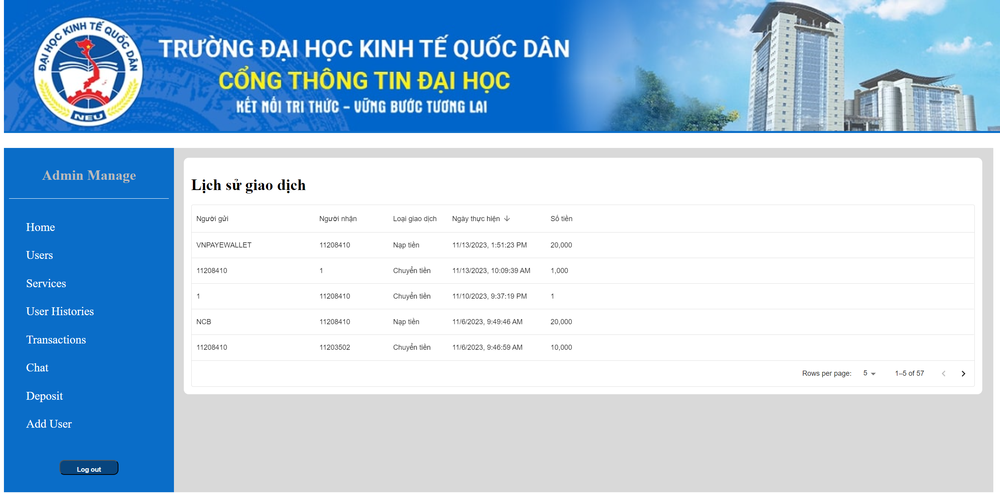 ĐẠI HỌC KINH TẾ QUỐC DÂN
NEU
TRƯỜNG ĐẠI HỌC KINH TẾ QUỐC DÂN
CỔNG THÔNG TIN ĐẠI HỌC
KẾT NỐI TRI THỨC – VỮNG BƯỚC TƯƠNG LAI
Admin Manage
Home
Users
Services
User Histories
Transactions
Chat
Deposit
Add User
Log out
Lịch sử giao dịch
Người gửi Người nhận Loại giao dịch Ngày thực hiện Số tiền
VNPAYEWALLET 11208410 Nạp tiền 11/13/2023, 1:51:23 PM 20,000
11208410 1 Chuyển tiền 11/13/2023, 10:09:39 AM 1,000
1 11208410 Chuyển tiền 11/10/2023, 9:37:19 PM 1
NCB 11208410 Nạp tiền 11/6/2023, 9:49:46 AM 20,000
11208410 11203502 Chuyển tiền 11/6/2023, 9:46:59 AM 10,000
Rows per page: 5 1–5 of 57